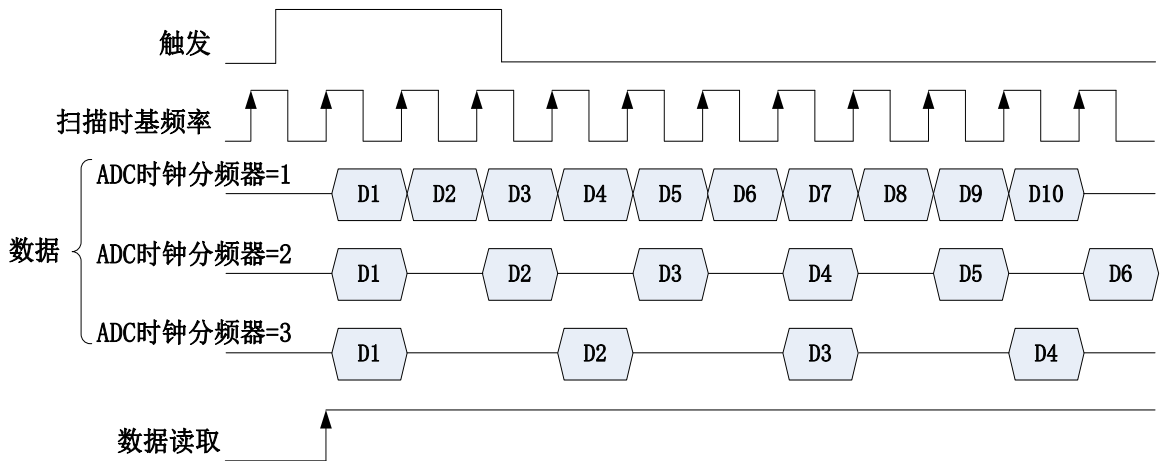 触发
扫描时基频率
ADC时钟分频器=1
D1 D2 D3 D4 D5 D6 D7 D8 D9 D10
数据
ADC时钟分频器=2
D1 D2 D3 D4 D5 D6
ADC时钟分频器=3
D1 D2 D3 D4
数据读取